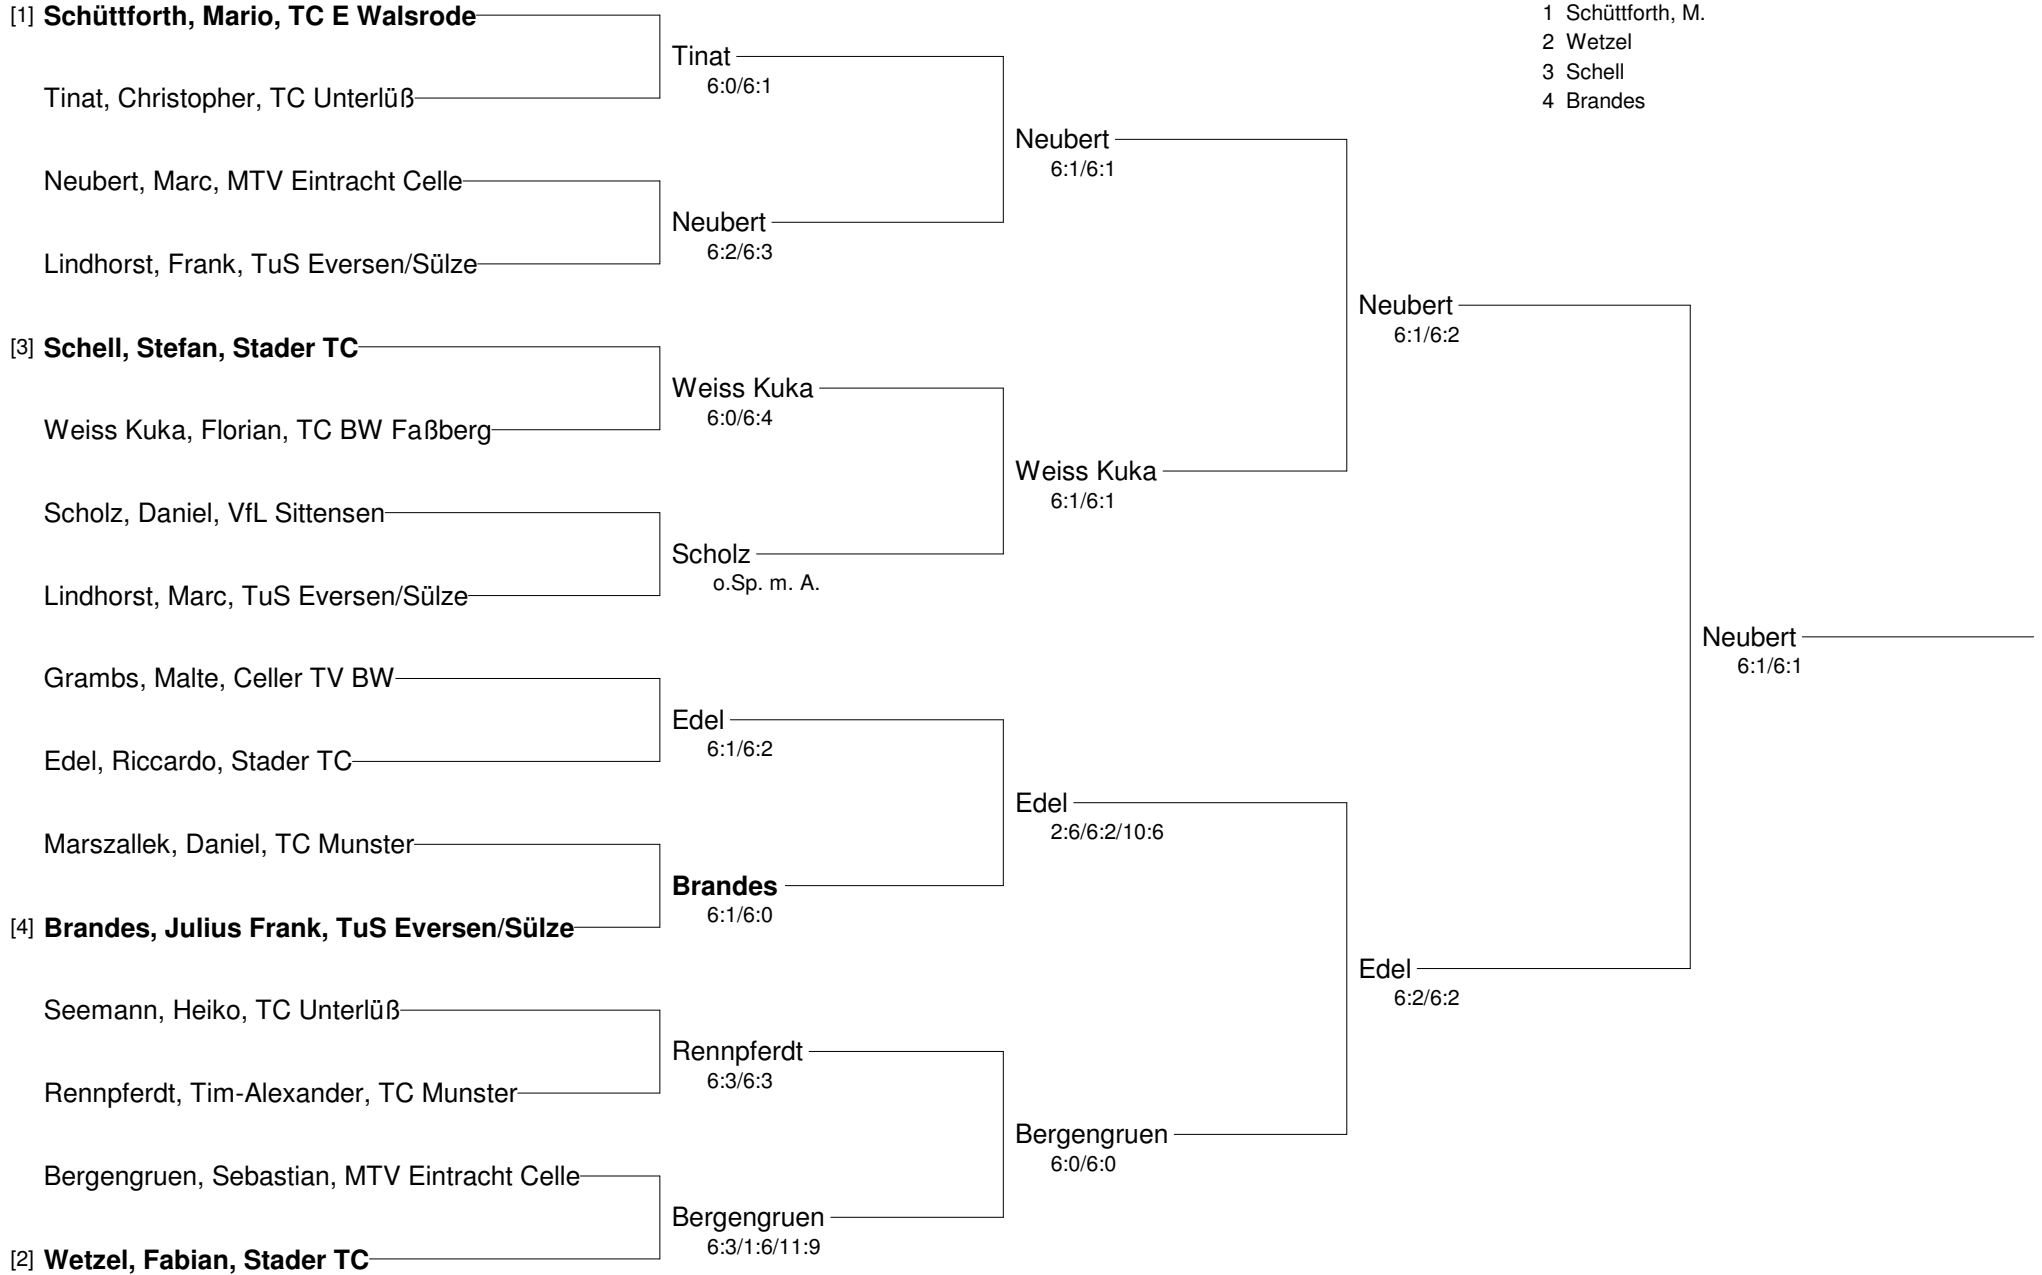 [1] Schüttforth, Mario, TC E Walsrode
Tinat, Christopher, TC Unterlüß
Neubert, Marc, MTV Eintracht Celle
Lindhorst, Frank, TuS Eversen/Sülze
[3] Schell, Stefan, Stader TC
Weiss Kuka, Florian, TC BW Faßberg
Scholz, Daniel, VfL Sittensen
Lindhorst, Marc, TuS Eversen/Sülze
Grambs, Malte, Celler TV BW
Edel, Riccardo, Stader TC
Marszallek, Daniel, TC Munster
[4] Brandes, Julius Frank, TuS Eversen/Sülze
Seemann, Heiko, TC Unterlüß
Rennpferdt, Tim-Alexander, TC Munster
Bergengruen, Sebastian, MTV Eintracht Celle
[2] Wetzel, Fabian, Stader TC
Tinat
6:0/6:1
Neubert
6:2/6:3
Weiss Kuka
6:0/6:4
Scholz
o.Sp. m. A.
Edel
6:1/6:2
Brandes
6:1/6:0
Rennpferdt
6:3/6:3
Bergengruen
6:3/1:6/11:9
Neubert
6:1/6:1
Weiss Kuka
6:1/6:1
Edel
2:6/6:2/10:6
Bergengruen
6:0/6:0
Neubert
6:1/6:2
Edel
6:2/6:2
Neubert
6:1/6:1
1 Schüttforth, M.
2 Wetzel
3 Schell
4 Brandes